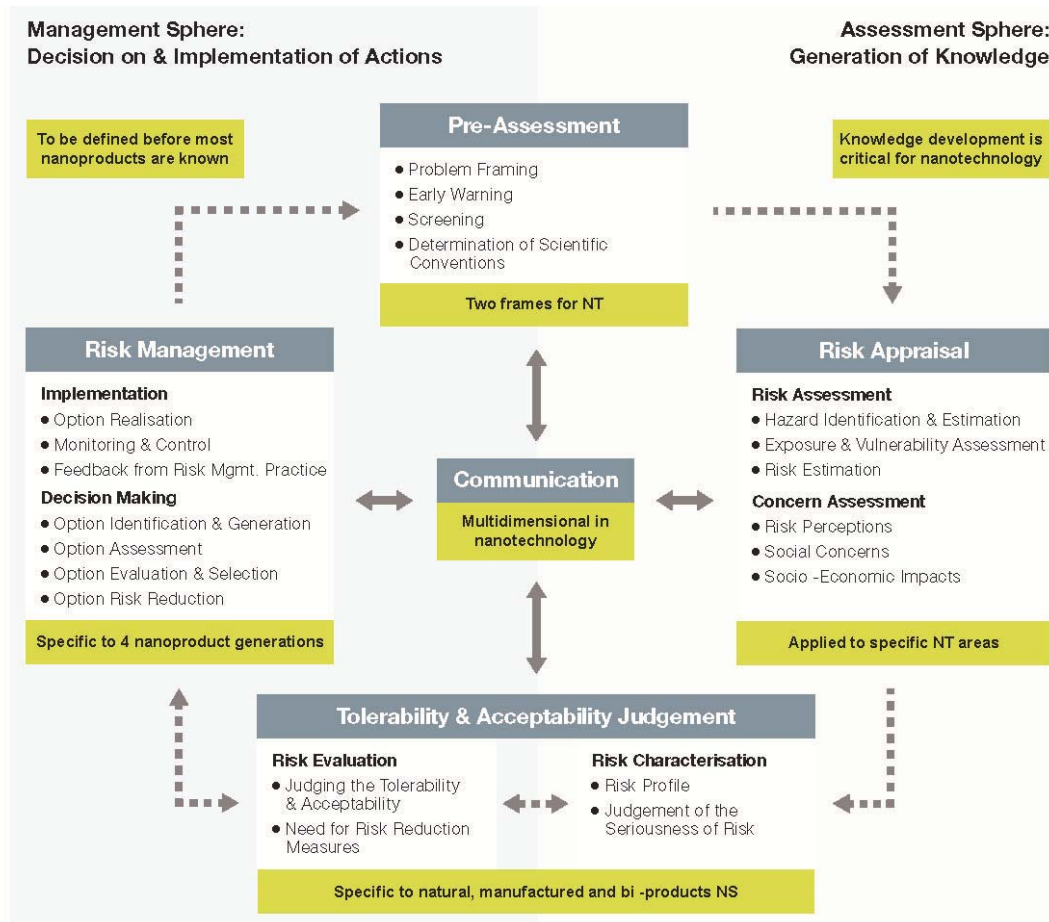 Management Sphere:
Decision on & Implementation of Actions
Assessment Sphere:
Generation of Knowledge
To be defined before most
nanoproducts are known
Pre-Assessment
● Problem Framing
● Early Warning
● Screening
● Determination of Scientific
Conventions
Two frames for NT
Knowledge development is
critical for nanotechnology
Risk Management
Implementation
● Option Realisation
● Monitoring & Control
● Feedback from Risk Mgmt. Practice
Decision Making
● Option Identification & Generation
● Option Assessment
● Option Evaluation & Selection
● Option Risk Reduction
Specific to 4 nanoproduct generations
Communication
Multidimensional in
nanotechnology
Risk Appraisal
Risk Assessment
● Hazard Identification & Estimation
● Exposure & Vulnerability Assessment
● Risk Estimation
Concern Assessment
● Risk Perceptions
● Social Concerns
● Socio -Economic Impacts
Applied to specific NT areas
Tolerability & Acceptability Judgement
Risk Evaluation
● Judging the Tolerability
& Acceptability
● Need for Risk Reduction
Measures
Risk Characterisation
● Risk Profile
● Judgement of the
Seriousness of Risk
Specific to natural, manufactured and bi -products NS